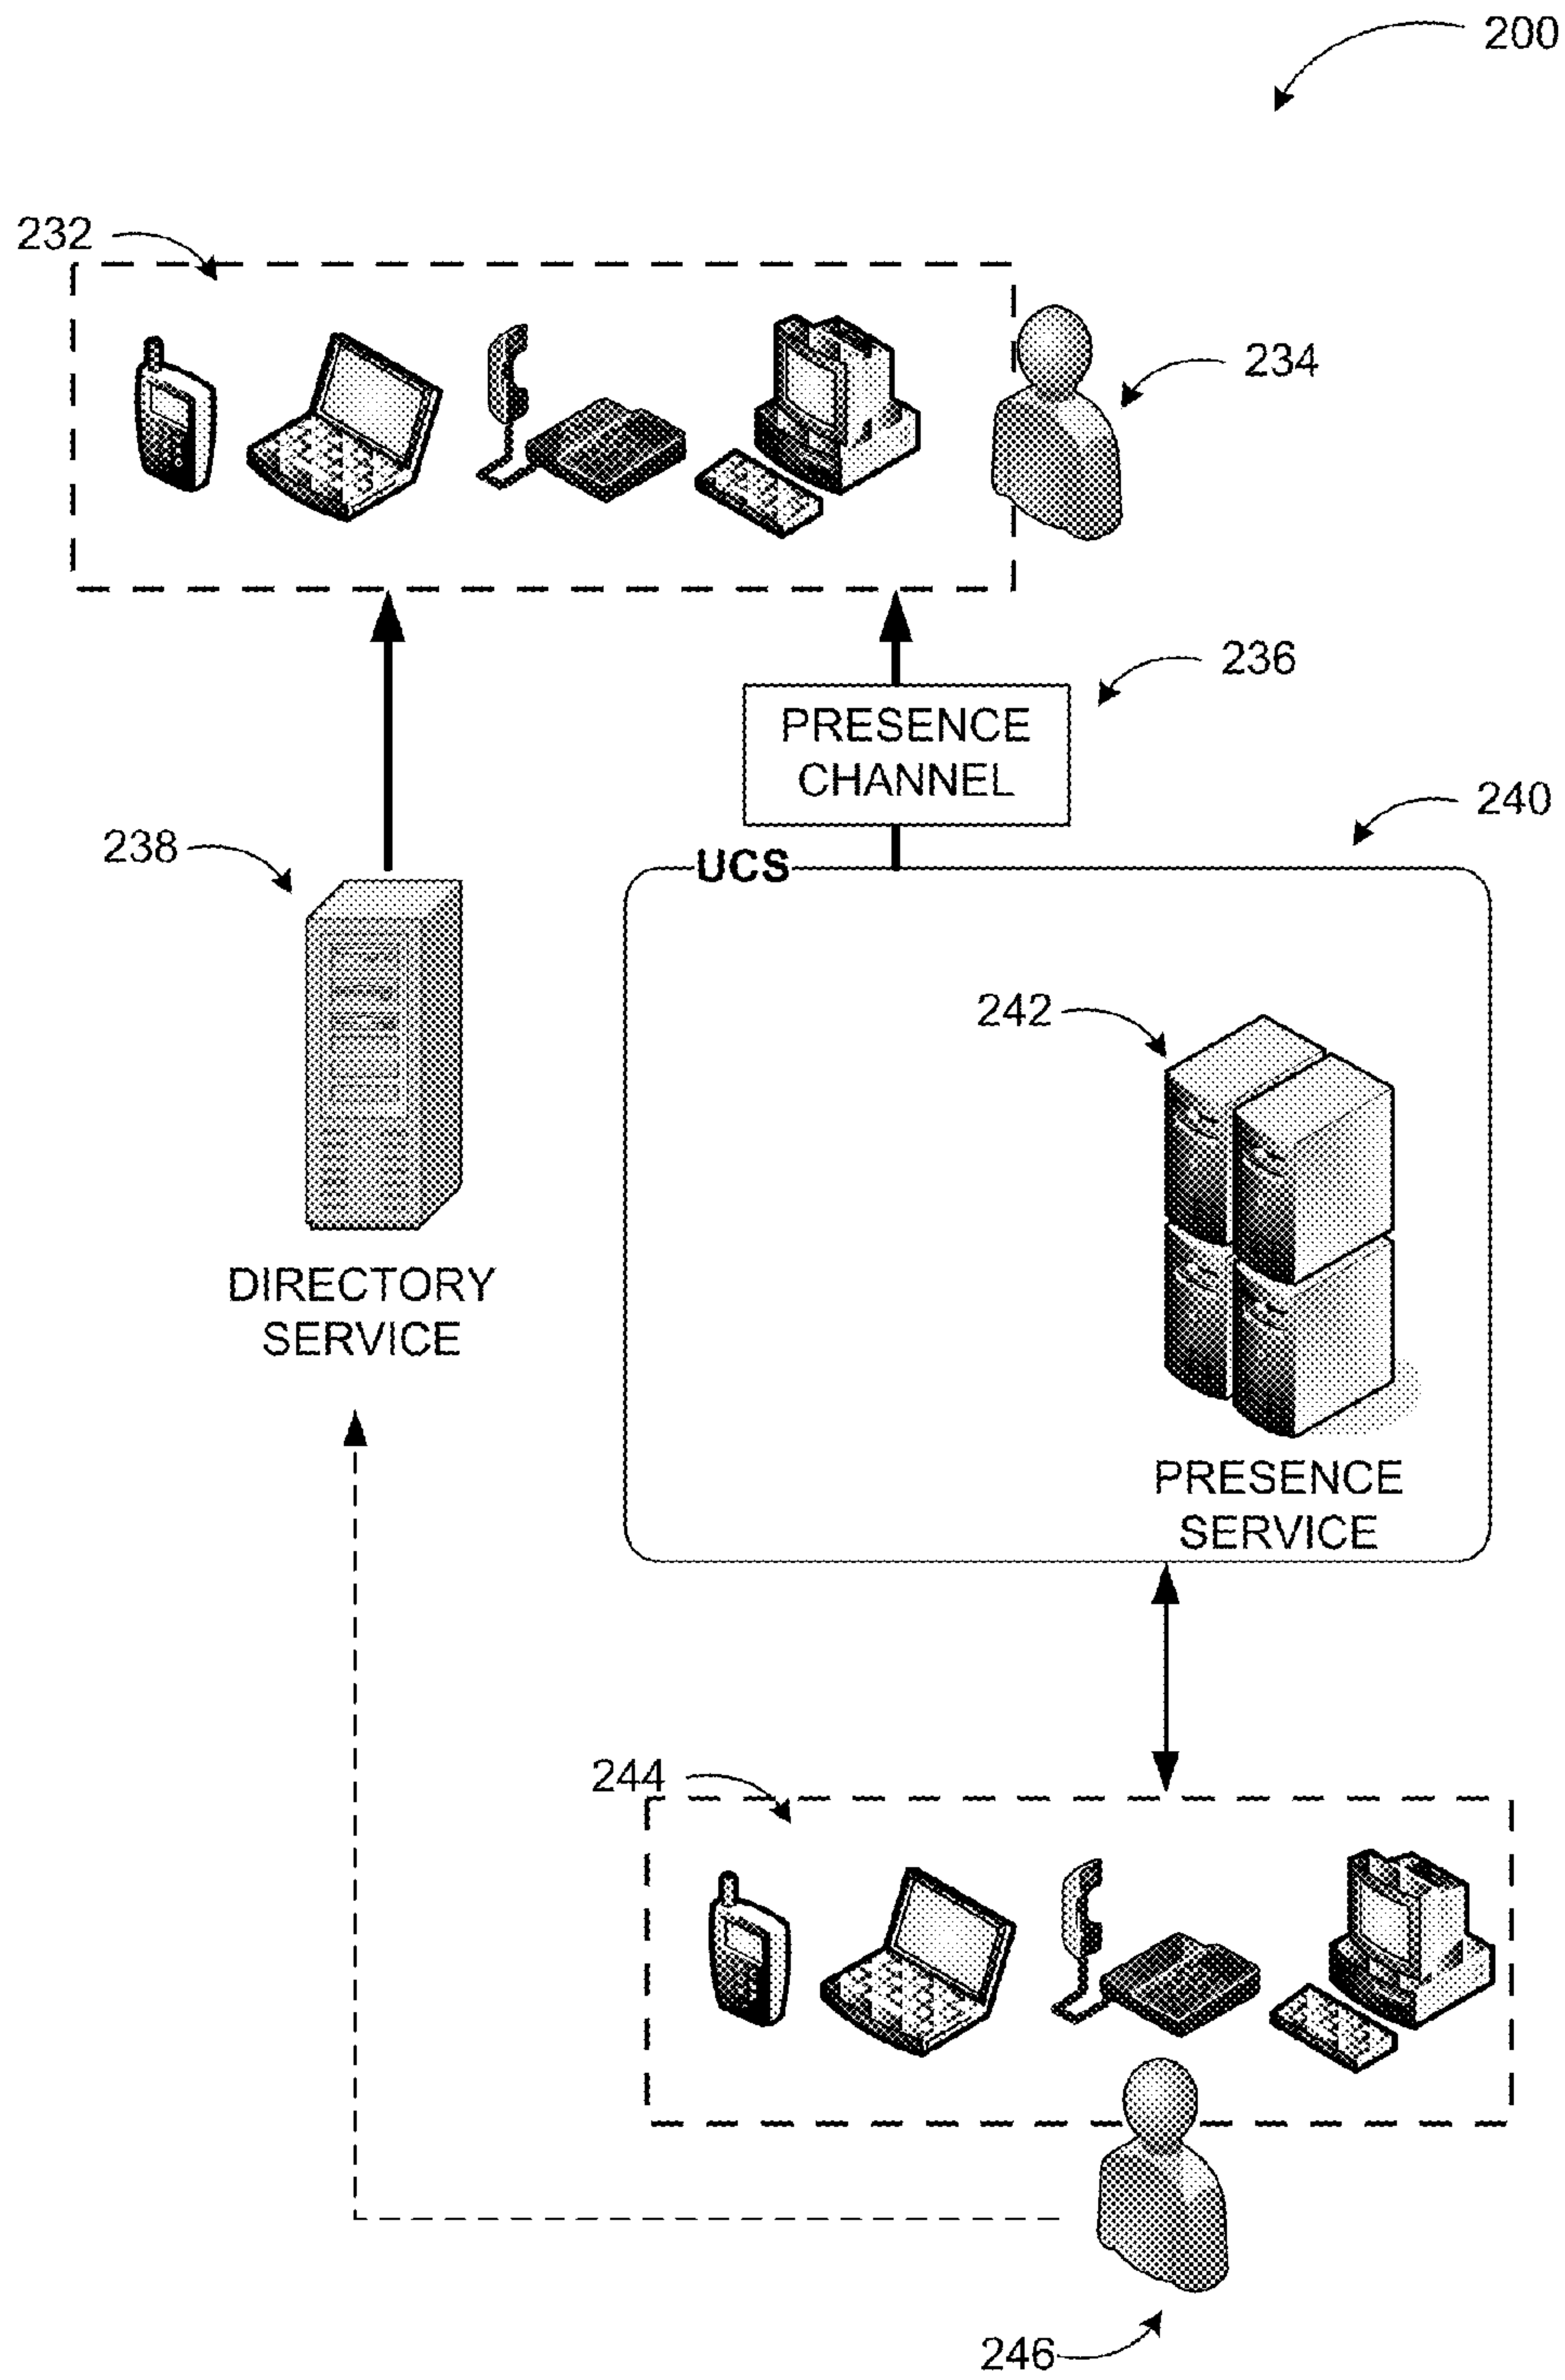 200
232
234
236
PRESENCE
CHANNEL
240
238
UCS
242
DIRECTORY
SERVICE
PRESENCE
SERVICE
244
246